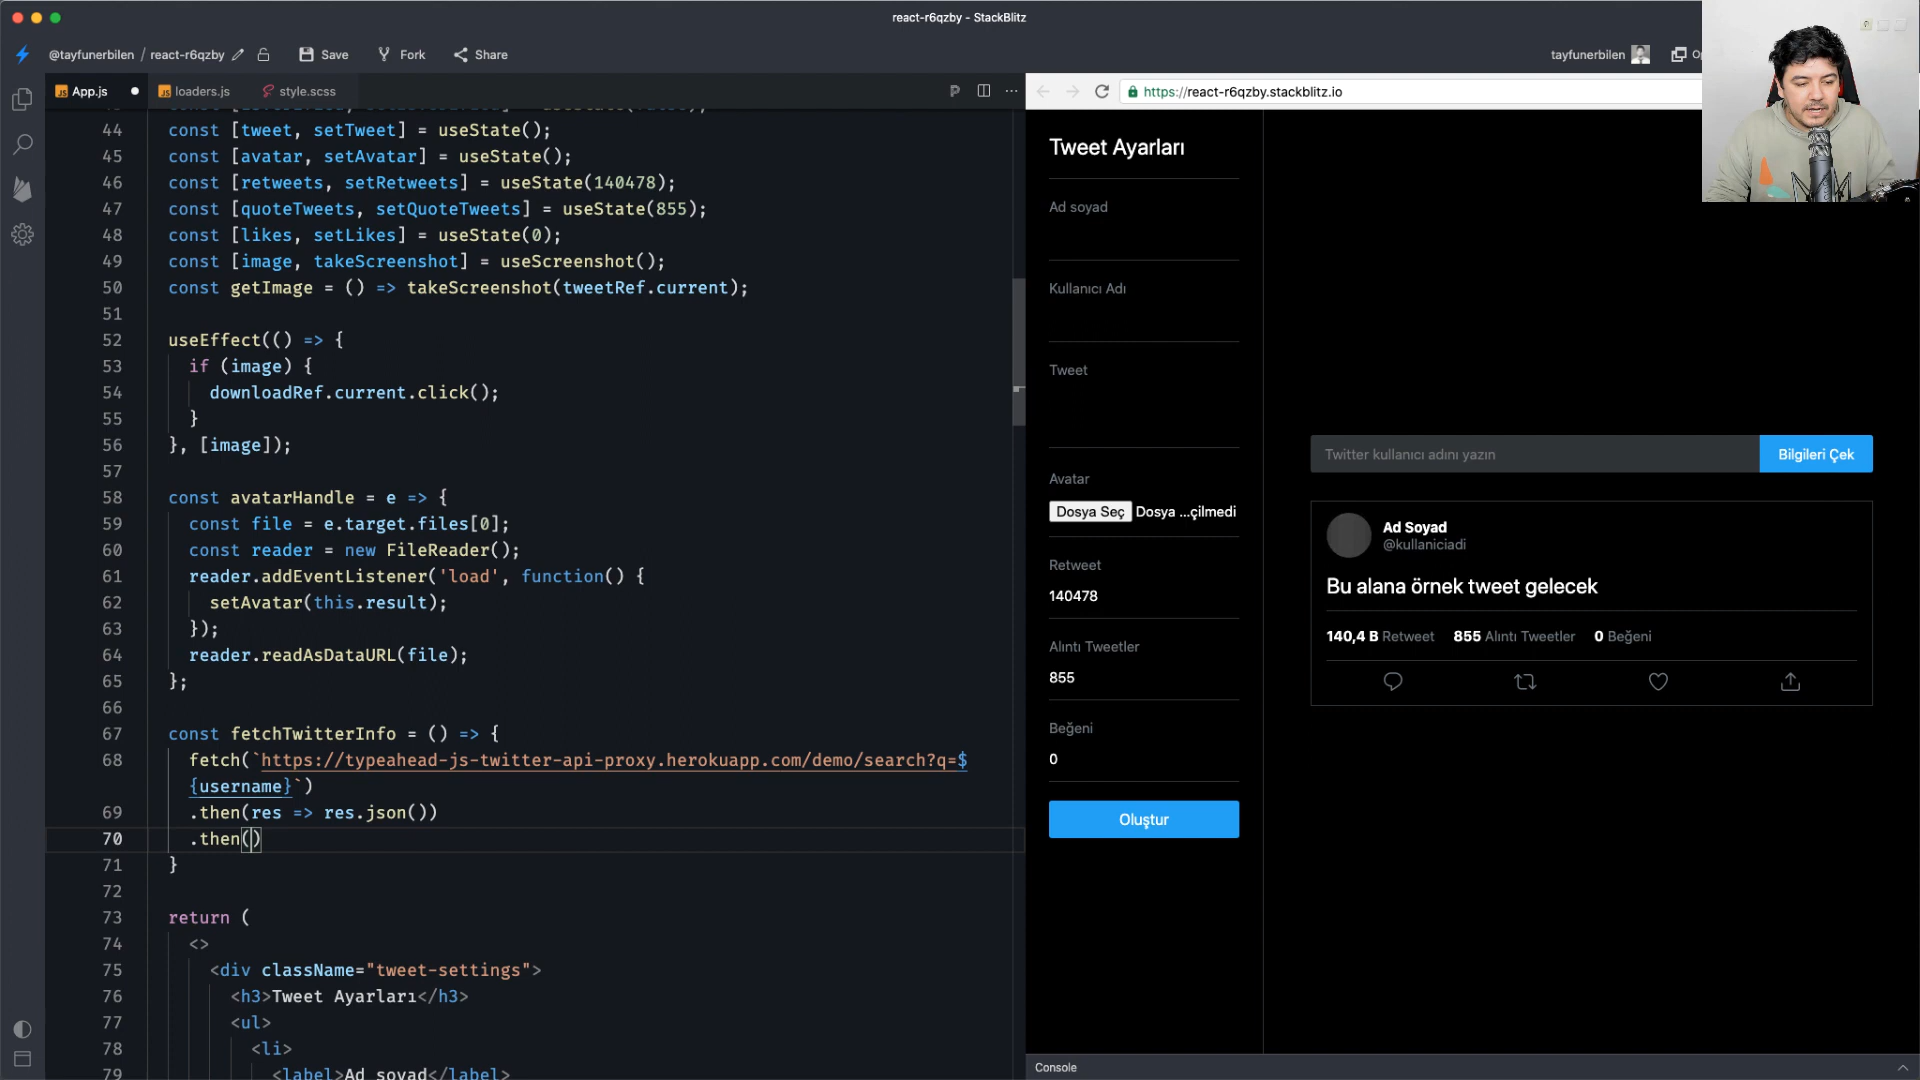 react-r6qzby - StackBlitz
@tayfunerbilen / react-r6qzby
Save
Fork
Share
tayfunerbilen
App.js
loaders.js
style.scss
https://react-r6qzby.stackblitz.io
44 const [tweet, setTweet] = useState();
45 const [avatar, setAvatar] = useState();
46 const [retweets, setRetweets] = useState(140478);
47 const [quoteTweets, setQuoteTweets] = useState(855);
48 const [likes, setLikes] = useState(0);
49 const [image, takeScreenshot] = useScreenshot();
50 const getImage = () => takeScreenshot(tweetRef.current);
51
52 useEffect(() => {
53 if (image) {
54 downloadRef.current.click();
55 }
56 }, [image]);
57
58 const avatarHandle = e => {
59 const file = e.target.files[0];
60 const reader = new FileReader();
61 reader.addEventListener('load', function() {
62 setAvatar(this.result);
63 });
64 reader.readAsDataURL(file);
65 };
66
67 const fetchTwitterInfo = () => {
68 fetch(`https://typeahead-js-twitter-api-proxy.herokuapp.com/demo/search?q=$
{username}`)
69 .then(res => res.json())
70 .then()
71 }
72
73 return (
74 <>
75 <div className="tweet-settings">
76 <h3>Tweet Ayarları</h3>
77 <ul>
78 <li>
79 <label>Ad soyad</label>
Tweet Ayarları
Ad soyad
Kullanıcı Adı
Tweet
Avatar
Dosya Seç Dosya ...çilmedi
Retweet
140478
Alıntı Tweetler
855
Beğeni
0
Oluştur
Twitter kullanıcı adını yazın
Bilgileri Çek
Ad Soyad
@kullaniciadi
Bu alana örnek tweet gelecek
140,4 B Retweet 855 Alıntı Tweetler 0 Beğeni
Console